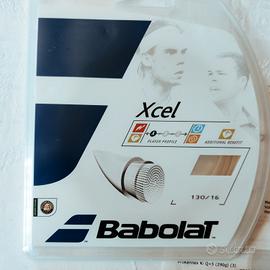 Xcel
PLAYER PROFILE
ADDITIONAL BENEFIT
130/16
BABOLAT